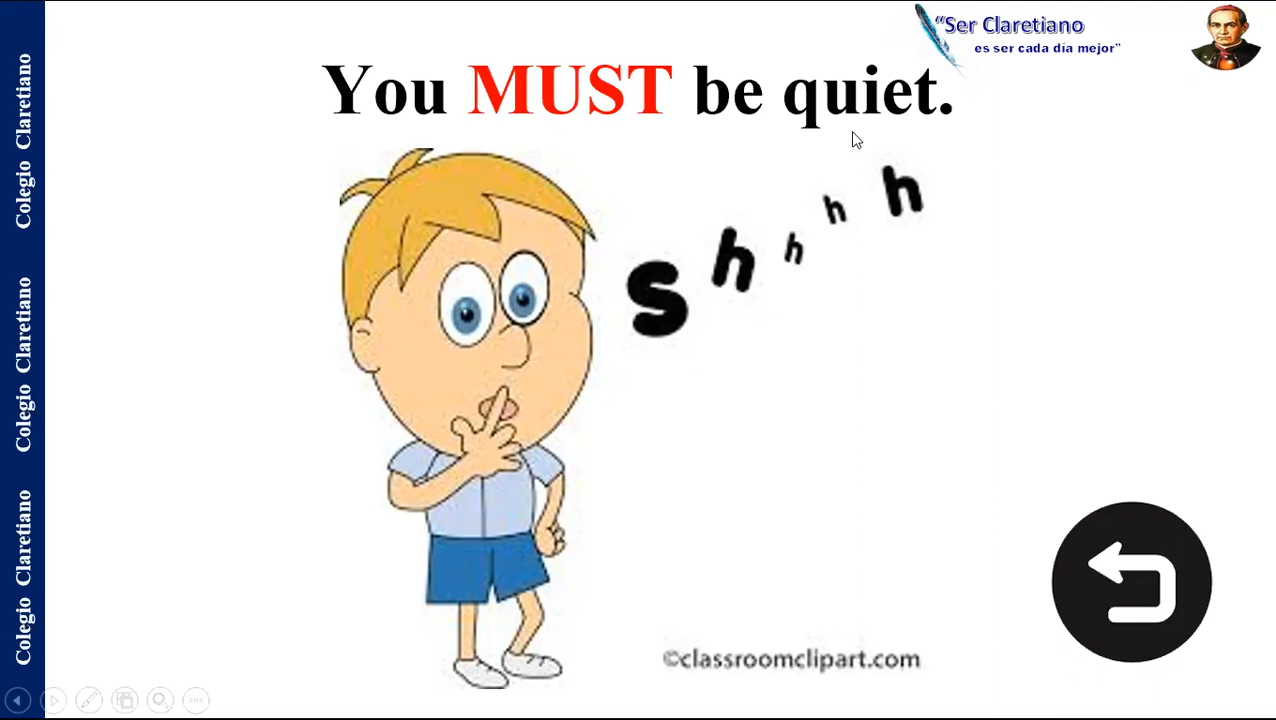 “Ser Claretiano
es ser cada día mejor”
You MUST be quiet.
s h h h h
©classroomclipart.com
Colegio Claretiano
Colegio Claretiano
Colegio Claretiano